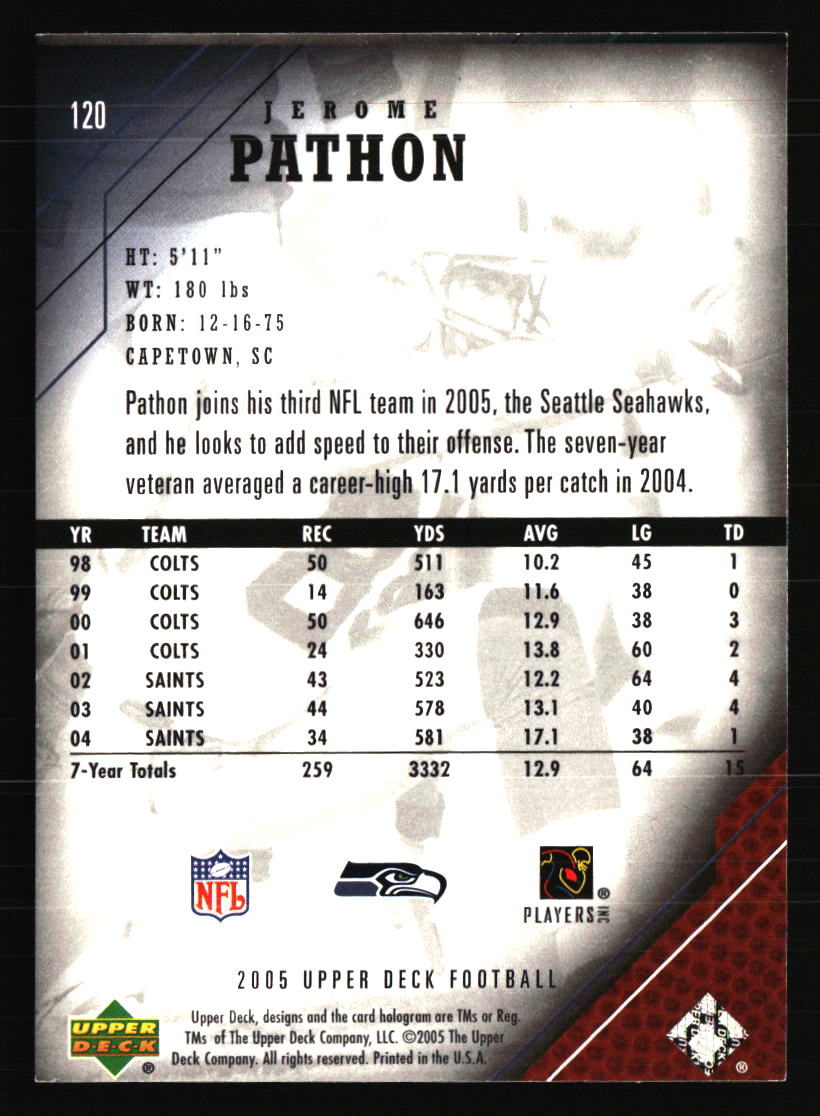 120
JEROME
PATHON
HT: 5'11"
WT: 180 lbs
BORN: 12-16-75
CAPETOWN, SC
Pathon joins his third NFL team in 2005, the Seattle Seahawks,
and he looks to add speed to their offense. The seven-year
veteran averaged a career-high 17.1 yards per catch in 2004.
YR TEAM REC YDS AVG LG TD
98 COLTS 50 511 10.2 45 1
99 COLTS 14 163 11.6 38 0
00 COLTS 50 646 12.9 38 3
01 COLTS 24 330 13.8 60 2
02 SAINTS 43 523 12.2 64 4
03 SAINTS 44 578 13.1 40 4
04 SAINTS 34 581 17.1 38 1
7-Year Totals 259 3332 12.9 64 15
NFL
PLAYERS INC ®
2005 UPPER DECK FOOTBALL
UPPER
D·E·C·K ®
Upper Deck, designs and the card hologram are TMs or Reg.
TMs of The Upper Deck Company, LLC. ©2005 The Upper
Deck Company. All rights reserved. Printed in the U.S.A.
®